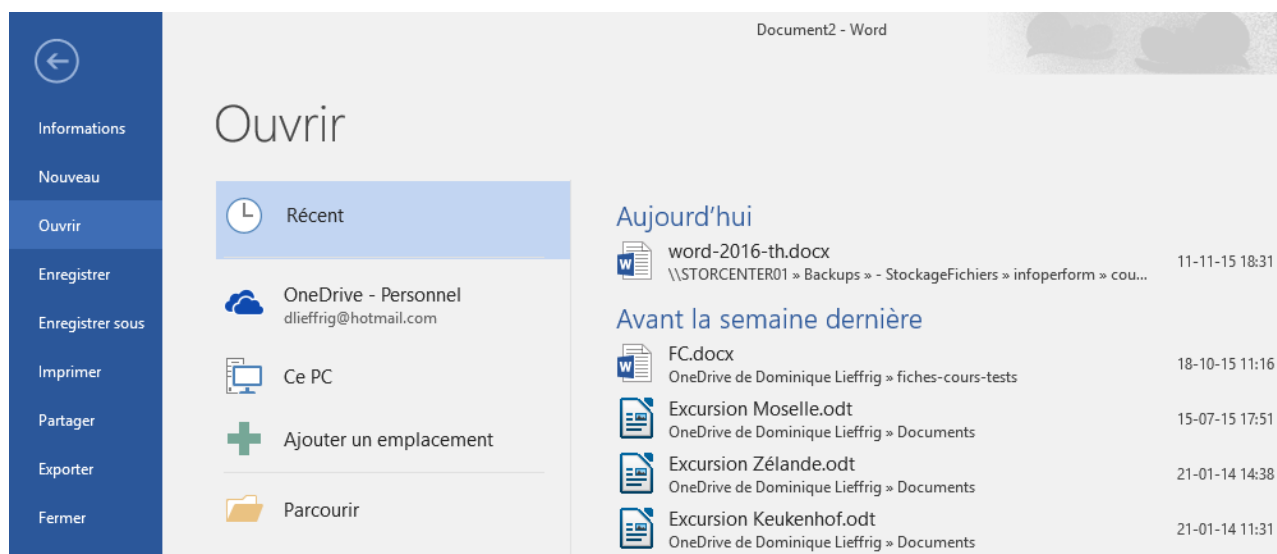 Document2 - Word
Informations
Nouveau
Ouvrir
Enregistrer
Enregistrer sous
Imprimer
Partager
Exporter
Fermer
Ouvrir
Récent
OneDrive - Personnel
dlieffrig@hotmail.com
Ce PC
Ajouter un emplacement
Parcourir
Aujourd'hui
word-2016-th.docx 11-11-15 18:31
\\STORCENTER01 » Backups » - StockageFichiers » infoperform » cou...
Avant la semaine dernière
FC.docx 18-10-15 11:16
OneDrive de Dominique Lieffrig » fiches-cours-tests
Excursion Moselle.odt 15-07-15 17:51
OneDrive de Dominique Lieffrig » Documents
Excursion Zélande.odt 21-01-14 14:38
OneDrive de Dominique Lieffrig » Documents
Excursion Keukenhof.odt 21-01-14 11:31
OneDrive de Dominique Lieffrig » Documents